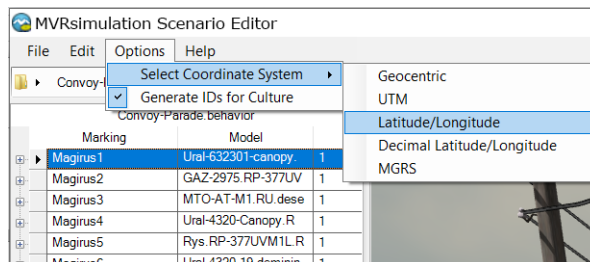 MVRsimulation Scenario Editor
File Edit Options Help
Convoy-
Select Coordinate System
Generate IDs for Culture
Geocentric
UTM
Latitude/Longitude
Decimal Latitude/Longitude
MGRS
Convoy-Parade.behavior
Marking Model
Magirus1 Ural-632301-canopy. 1
Magirus2 GAZ-2975.RP-377UV 1
Magirus3 MTO-AT-M1.RU.dese 1
Magirus4 Ural-4320-Canopy.R 1
Magirus5 Rys.RP-377UVM1L.R 1